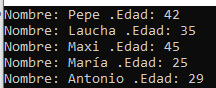 Nombre: Pepe .Edad: 42
Nombre: Laucha .Edad: 35
Nombre: Maxi .Edad: 45
Nombre: María .Edad: 25
Nombre: Antonio .Edad: 29